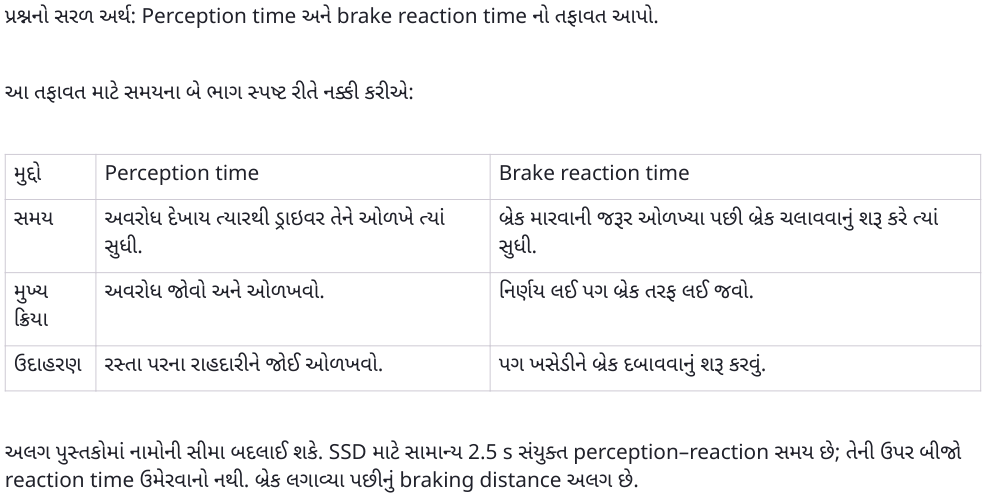 પ્રશ્નનો સરળ અર્થ: Perception time અને brake reaction time નો તફાવત આપો.
આ તફાવત માટે સમયના બે ભાગ સ્પષ્ટ રીતે નક્કી કરીએ:
મુદ્દો Perception time Brake reaction time
સમય અવરોધ દેખાય ત્યારથી ડ્રાઇવર તેને ઓળખે ત્યાં સુધી. બ્રેક મારવાની જરૂર ઓળખ્યા પછી બ્રેક ચલાવવાનું શરૂ કરે ત્યાં સુધી.
મુખ્ય ક્રિયા અવરોધ જોવો અને ઓળખવો. નિર્ણય લઈ પગ બ્રેક તરફ લઈ જવો.
ઉદાહરણ રસ્તા પરના રાહદારીને જોઈ ઓળખવો. પગ ખસેડીને બ્રેક દબાવવાનું શરૂ કરવું.
અલગ પુસ્તકોમાં નામોની સીમા બદલાઈ શકે. SSD માટે સામાન્ય 2.5 s સંયુક્ત perception–reaction સમય છે; તેની ઉપર બીજો
reaction time ઉમેરવાનો નથી. બ્રેક લગાવ્યા પછીનું braking distance અલગ છે.